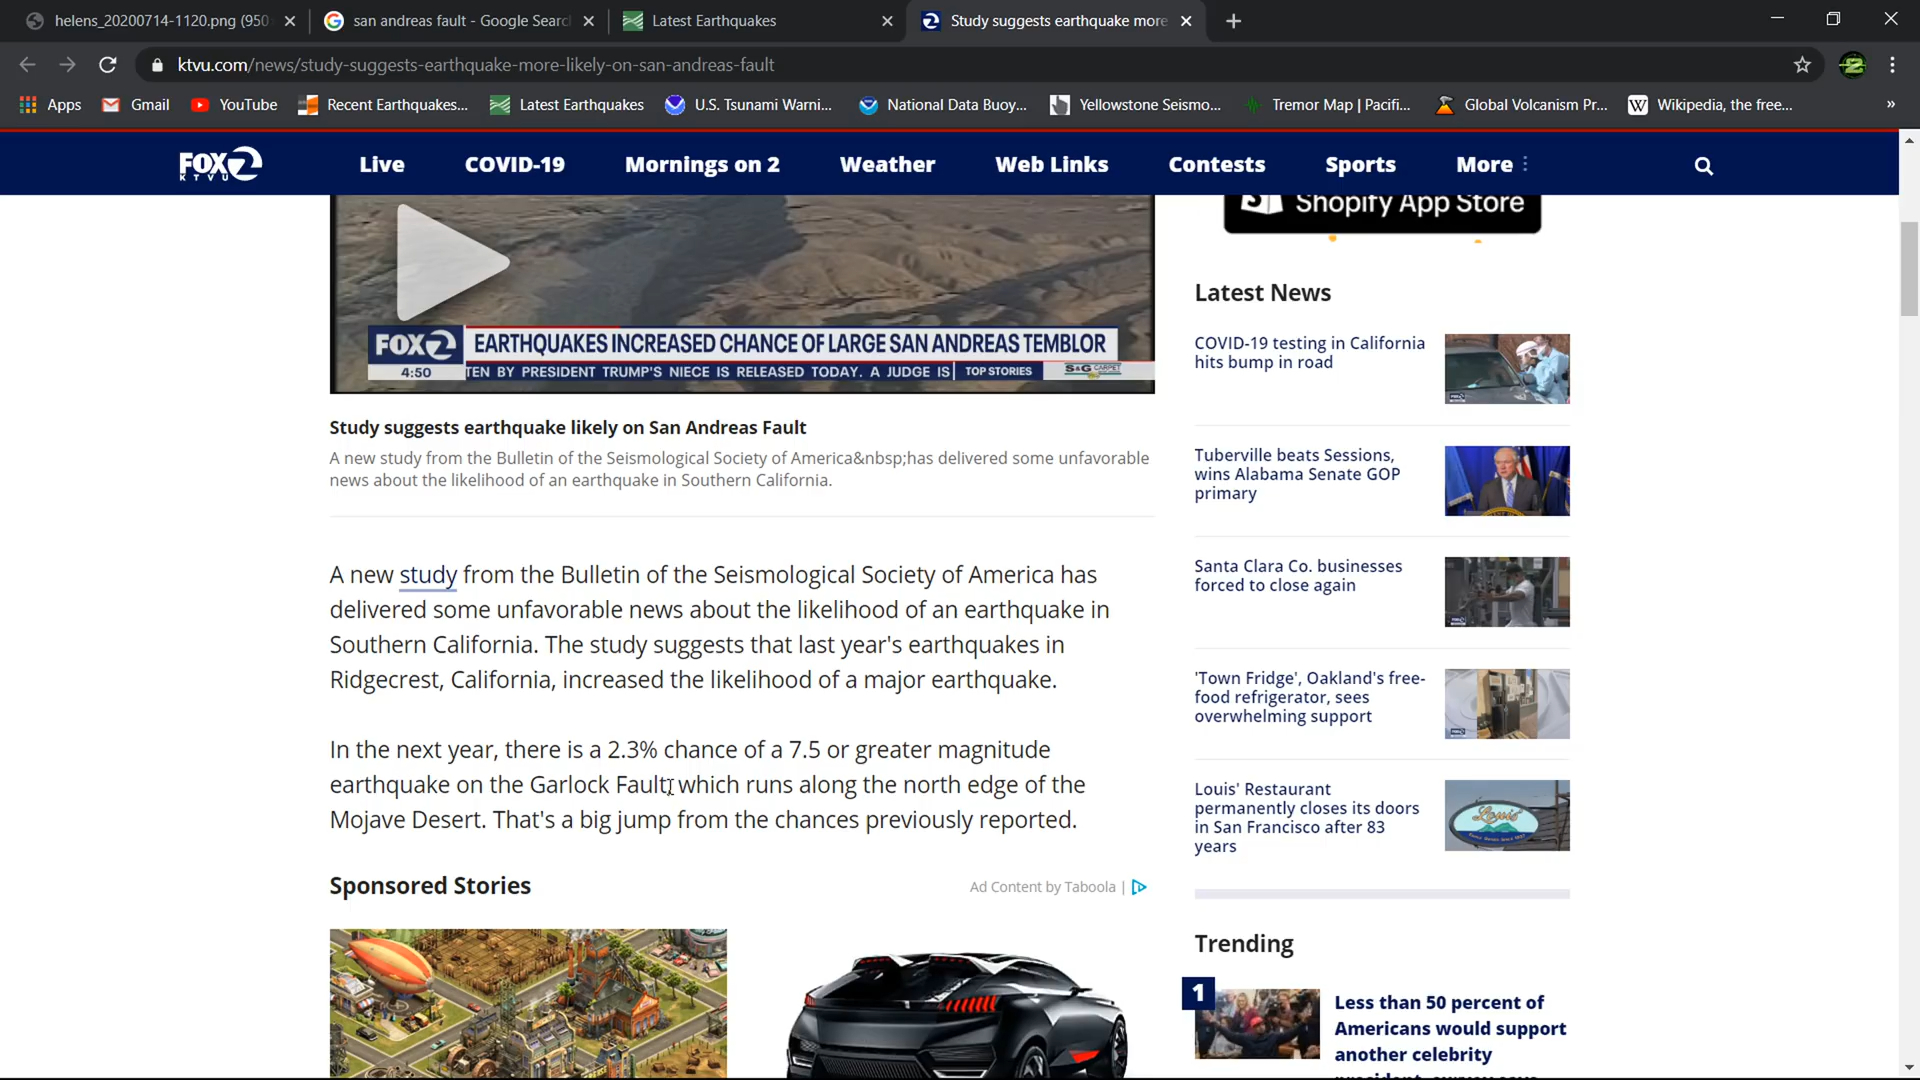 helens_20200714-1120.png (950
san andreas fault - Google Searc
Latest Earthquakes
Study suggests earthquake more
ktvu.com/news/study-suggests-earthquake-more-likely-on-san-andreas-fault
Apps
Gmail
YouTube
Recent Earthquakes...
Latest Earthquakes
U.S. Tsunami Warni...
National Data Buoy...
Yellowstone Seismo...
Tremor Map | Pacifi...
Global Volcanism Pr...
Wikipedia, the free...
»
FOX 2
KTVU
Live
COVID-19
Mornings on 2
Weather
Web Links
Contests
Sports
More
Shopify App Store
FOX 2
4:50
EARTHQUAKES INCREASED CHANCE OF LARGE SAN ANDREAS TEMBLOR
TEN BY PRESIDENT TRUMP'S NIECE IS RELEASED TODAY. A JUDGE IS
TOP STORIES
S&G CARPET
Study suggests earthquake likely on San Andreas Fault
A new study from the Bulletin of the Seismological Society of America&nbsp;has delivered some unfavorable
news about the likelihood of an earthquake in Southern California.
A new study from the Bulletin of the Seismological Society of America has
delivered some unfavorable news about the likelihood of an earthquake in
Southern California. The study suggests that last year's earthquakes in
Ridgecrest, California, increased the likelihood of a major earthquake.
In the next year, there is a 2.3% chance of a 7.5 or greater magnitude
earthquake on the Garlock Fault, which runs along the north edge of the
Mojave Desert. That's a big jump from the chances previously reported.
Sponsored Stories
Ad Content by Taboola |
Latest News
COVID-19 testing in California
hits bump in road
Tuberville beats Sessions,
wins Alabama Senate GOP
primary
Santa Clara Co. businesses
forced to close again
'Town Fridge', Oakland's free-
food refrigerator, sees
overwhelming support
Louis' Restaurant
permanently closes its doors
in San Francisco after 83
years
Louis'
Trending
1
Less than 50 percent of
Americans would support
another celebrity